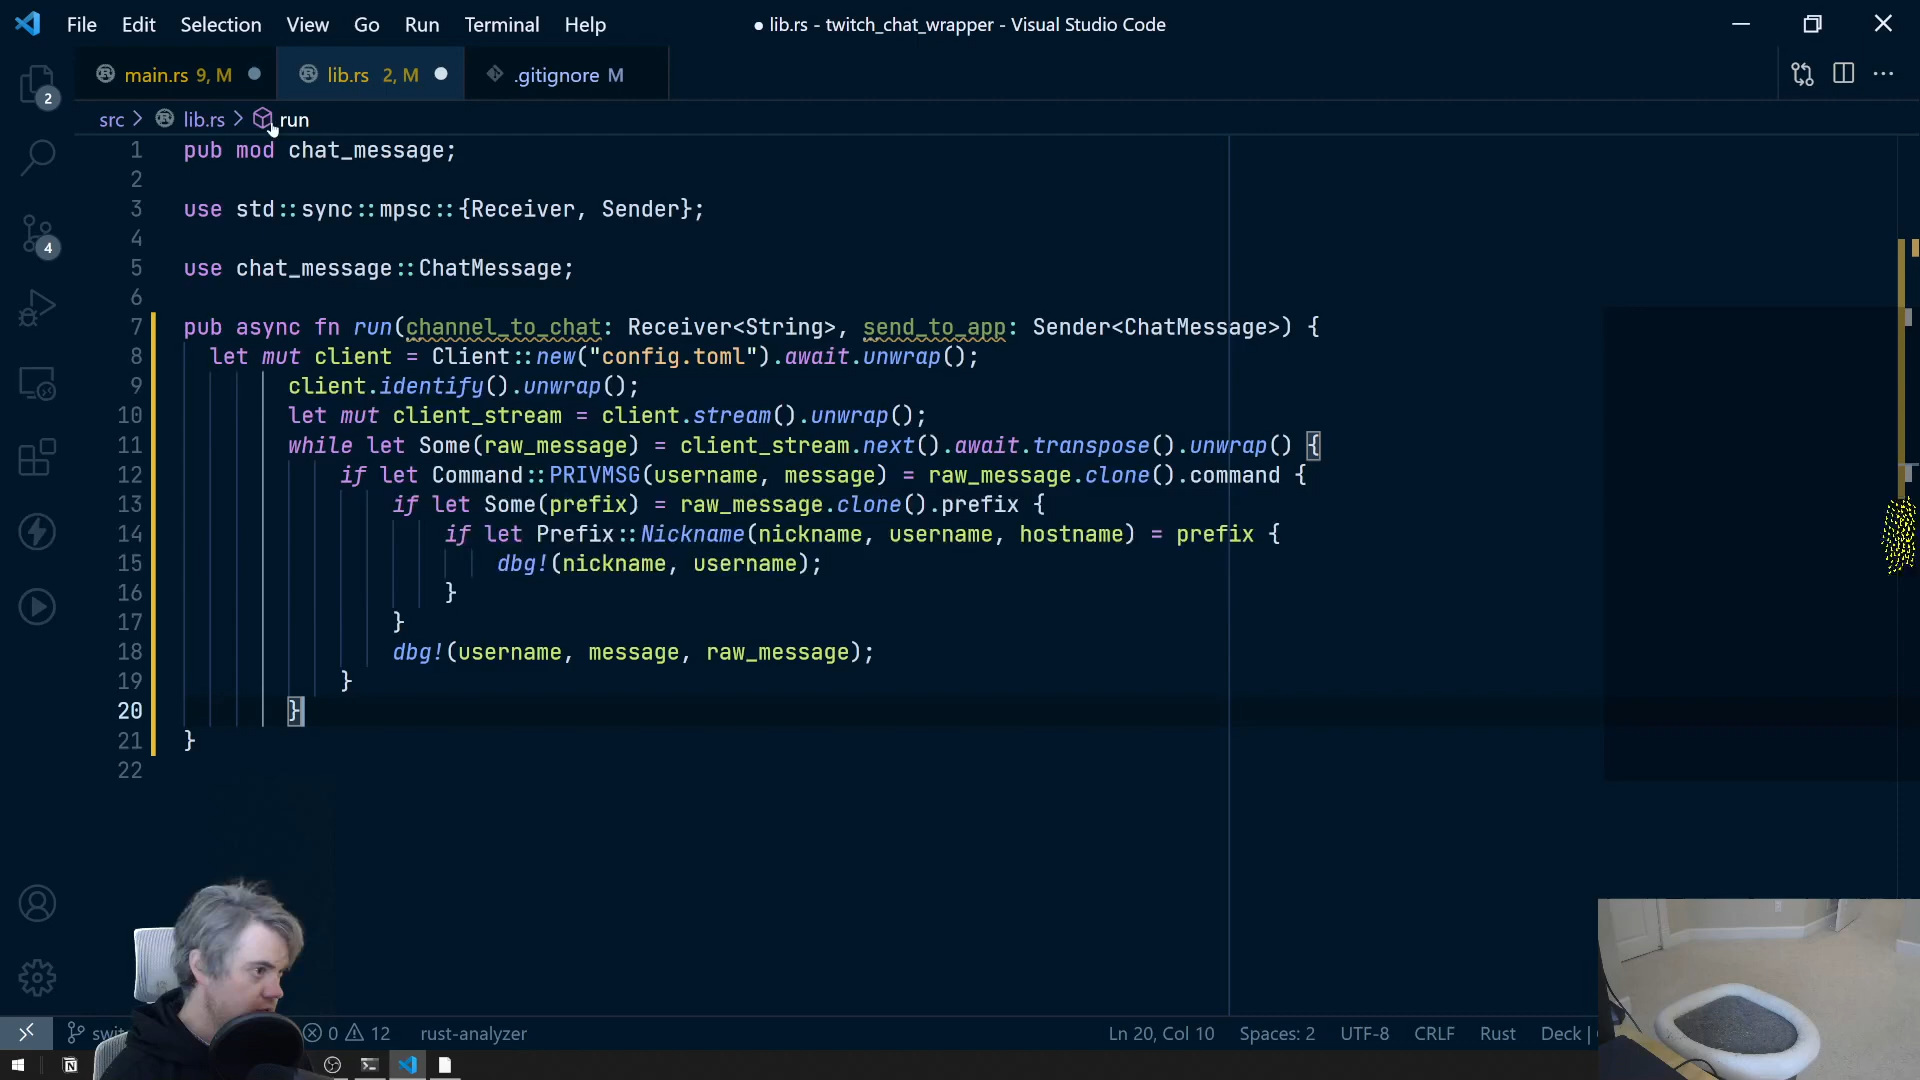 File Edit Selection View Go Run Terminal Help
● lib.rs - twitch_chat_wrapper - Visual Studio Code
main.rs 9, M
lib.rs 2, M
.gitignore M
src > lib.rs > run
1 pub mod chat_message;
2
3 use std::sync::mpsc::{Receiver, Sender};
4
5 use chat_message::ChatMessage;
6
7 pub async fn run(channel_to_chat: Receiver<String>, send_to_app: Sender<ChatMessage>) {
8 let mut client = Client::new("config.toml").await.unwrap();
9 client.identify().unwrap();
10 let mut client_stream = client.stream().unwrap();
11 while let Some(raw_message) = client_stream.next().await.transpose().unwrap() {
12 if let Command::PRIVMSG(username, message) = raw_message.clone().command {
13 if let Some(prefix) = raw_message.clone().prefix {
14 if let Prefix::Nickname(nickname, username, hostname) = prefix {
15 dbg!(nickname, username);
16 }
17 }
18 dbg!(username, message, raw_message);
19 }
20 }
21 }
22
2
4
0 12 rust-analyzer
Ln 20, Col 10 Spaces: 2 UTF-8 CRLF Rust Deck